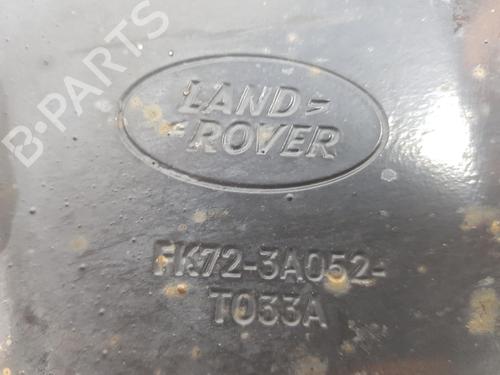 B-PARTS
LAND
ROVER
FK72-3A052-
T033A